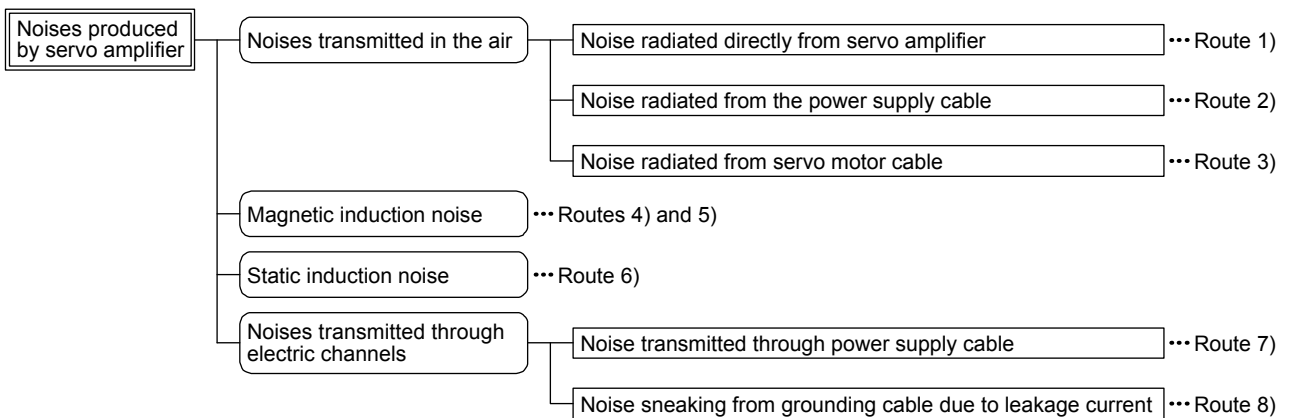 Noises produced
by servo amplifier
Noises transmitted in the air
Noise radiated directly from servo amplifier
••• Route 1)
Noise radiated from the power supply cable
••• Route 2)
Noise radiated from servo motor cable
••• Route 3)
Magnetic induction noise
••• Routes 4) and 5)
Static induction noise
••• Route 6)
Noises transmitted through
electric channels
Noise transmitted through power supply cable
••• Route 7)
Noise sneaking from grounding cable due to leakage current
••• Route 8)